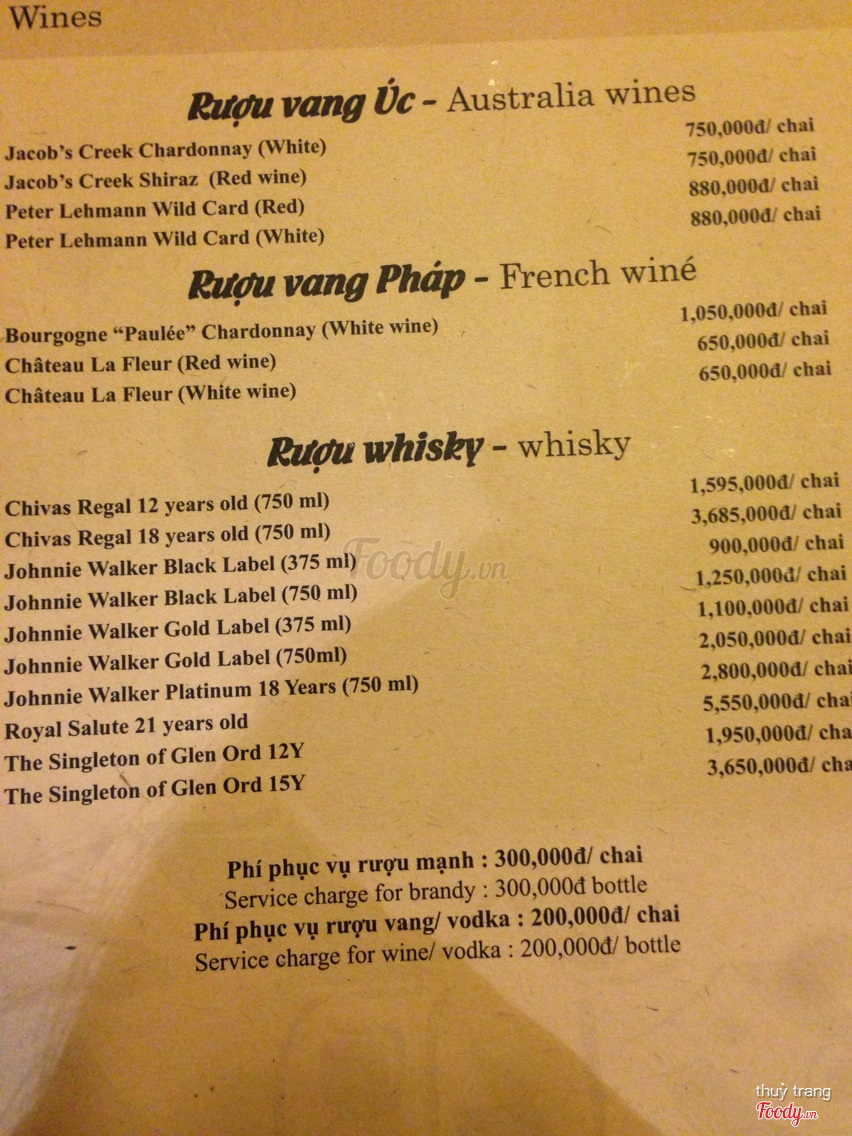 Wines
Rượu vang Úc - Australia wines
Jacob's Creek Chardonnay (White) 750,000đ/ chai
Jacob's Creek Shiraz (Red wine) 750,000đ/ chai
Peter Lehmann Wild Card (Red) 880,000đ/ chai
Peter Lehmann Wild Card (White) 880,000đ/ chai
Rượu vang Pháp - French winé
Bourgogne “Paulée” Chardonnay (White wine) 1,050,000đ/ chai
Château La Fleur (Red wine) 650,000đ/ chai
Château La Fleur (White wine) 650,000đ/ chai
Rượu whisky - whisky
Chivas Regal 12 years old (750 ml) 1,595,000đ/ chai
Chivas Regal 18 years old (750 ml) 3,685,000đ/ chai
Johnnie Walker Black Label (375 ml) 900,000đ/ chai
Johnnie Walker Black Label (750 ml) 1,250,000đ/ chai
Johnnie Walker Gold Label (375 ml) 1,100,000đ/ chai
Johnnie Walker Gold Label (750ml) 2,050,000đ/ chai
Johnnie Walker Platinum 18 Years (750 ml) 2,800,000đ/ chai
Royal Salute 21 years old 5,550,000đ/ chai
The Singleton of Glen Ord 12Y 1,950,000đ/ cha
The Singleton of Glen Ord 15Y 3,650,000đ/ cha
Phí phục vụ rượu mạnh : 300,000đ/ chai
Service charge for brandy : 300,000đ bottle
Phí phục vụ rượu vang/ vodka : 200,000đ/ chai
Service charge for wine/ vodka : 200,000đ/ bottle
Foody.vn
thuỳ trang
Foody.vn